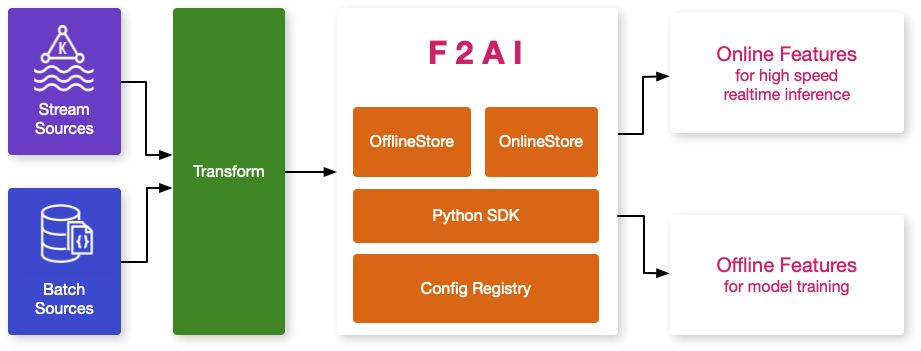 K
Stream
Sources
{}
Batch
Sources
Transform
F2AI
OfflineStore
OnlineStore
Python SDK
Config Registry
Online Features
for high speed
realtime inference
Offline Features
for model training